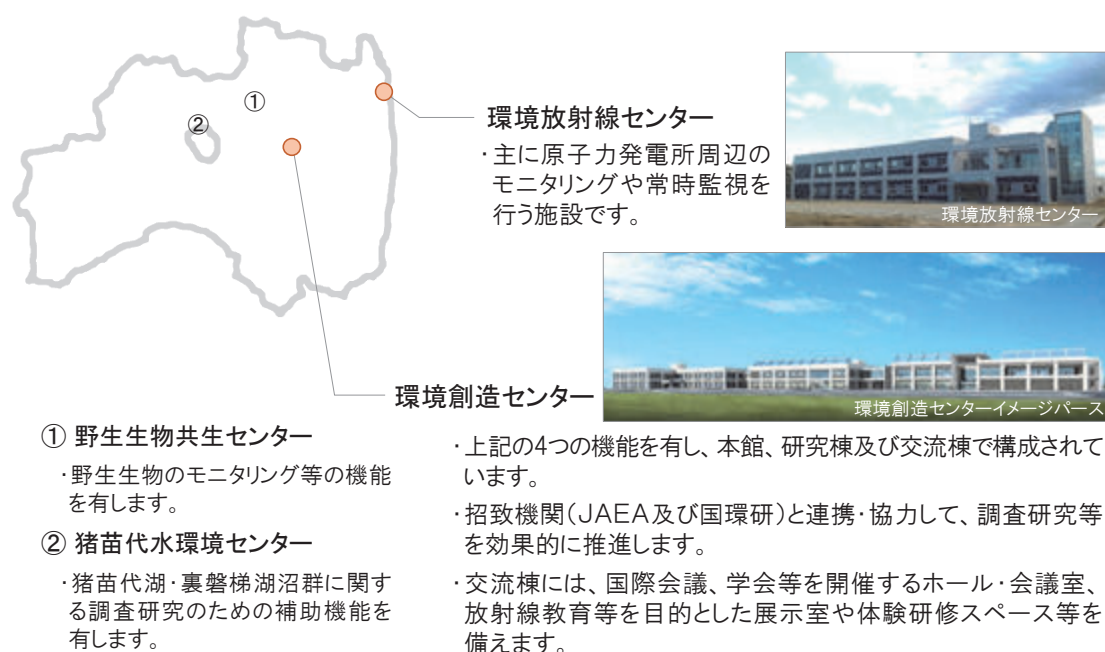 ①
②
環境放射線センター
・主に原子力発電所周辺の
モニタリングや常時監視を
行う施設です。
環境放射線センター
環境創造センター
環境創造センターイメージパース
① 野生生物共生センター
・野生生物のモニタリング等の機能
を有します。
② 猪苗代水環境センター
・猪苗代湖・裏磐梯湖沼群に関す
る調査研究のための補助機能を
有します。
・上記の4つの機能を有し、本館、研究棟及び交流棟で構成されて
います。
・招致機関(JAEA及び国環研)と連携・協力して、調査研究等
を効果的に推進します。
・交流棟には、国際会議、学会等を開催するホール・会議室、
放射線教育等を目的とした展示室や体験研修スペース等を
備えます。